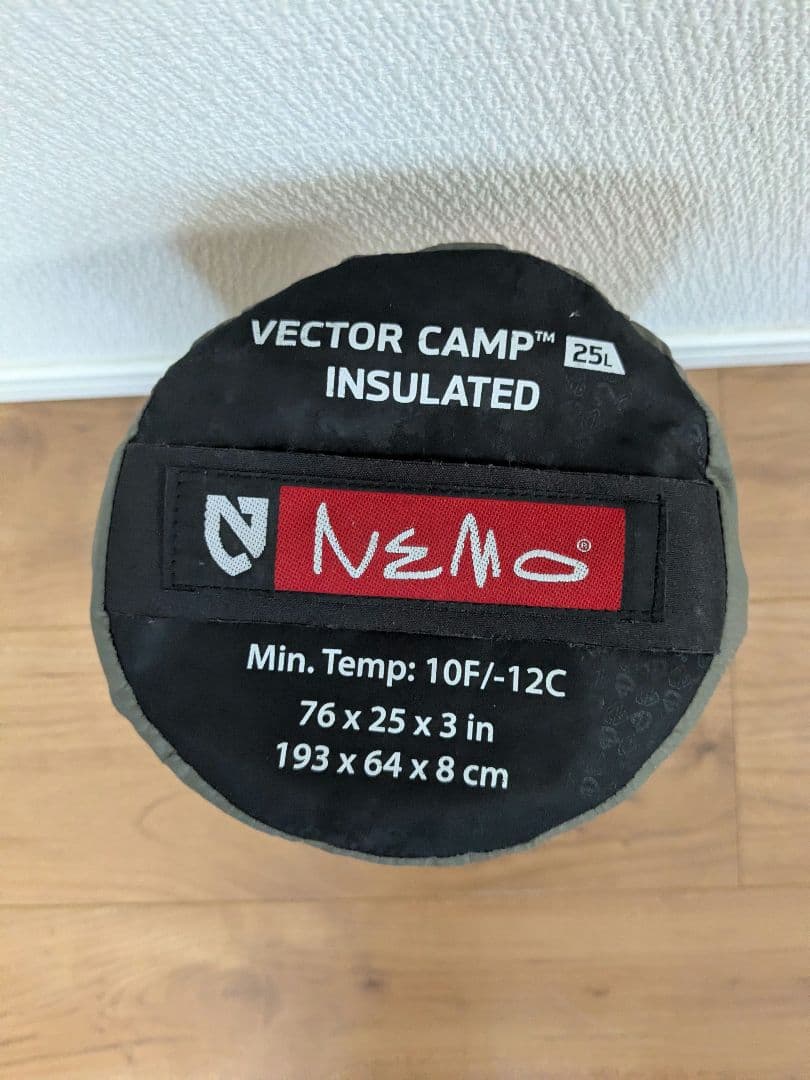 VECTOR CAMP™ 25L
INSULATED
NEMO®
Min. Temp: 10F/-12C
76 x 25 x 3 in
193 x 64 x 8 cm